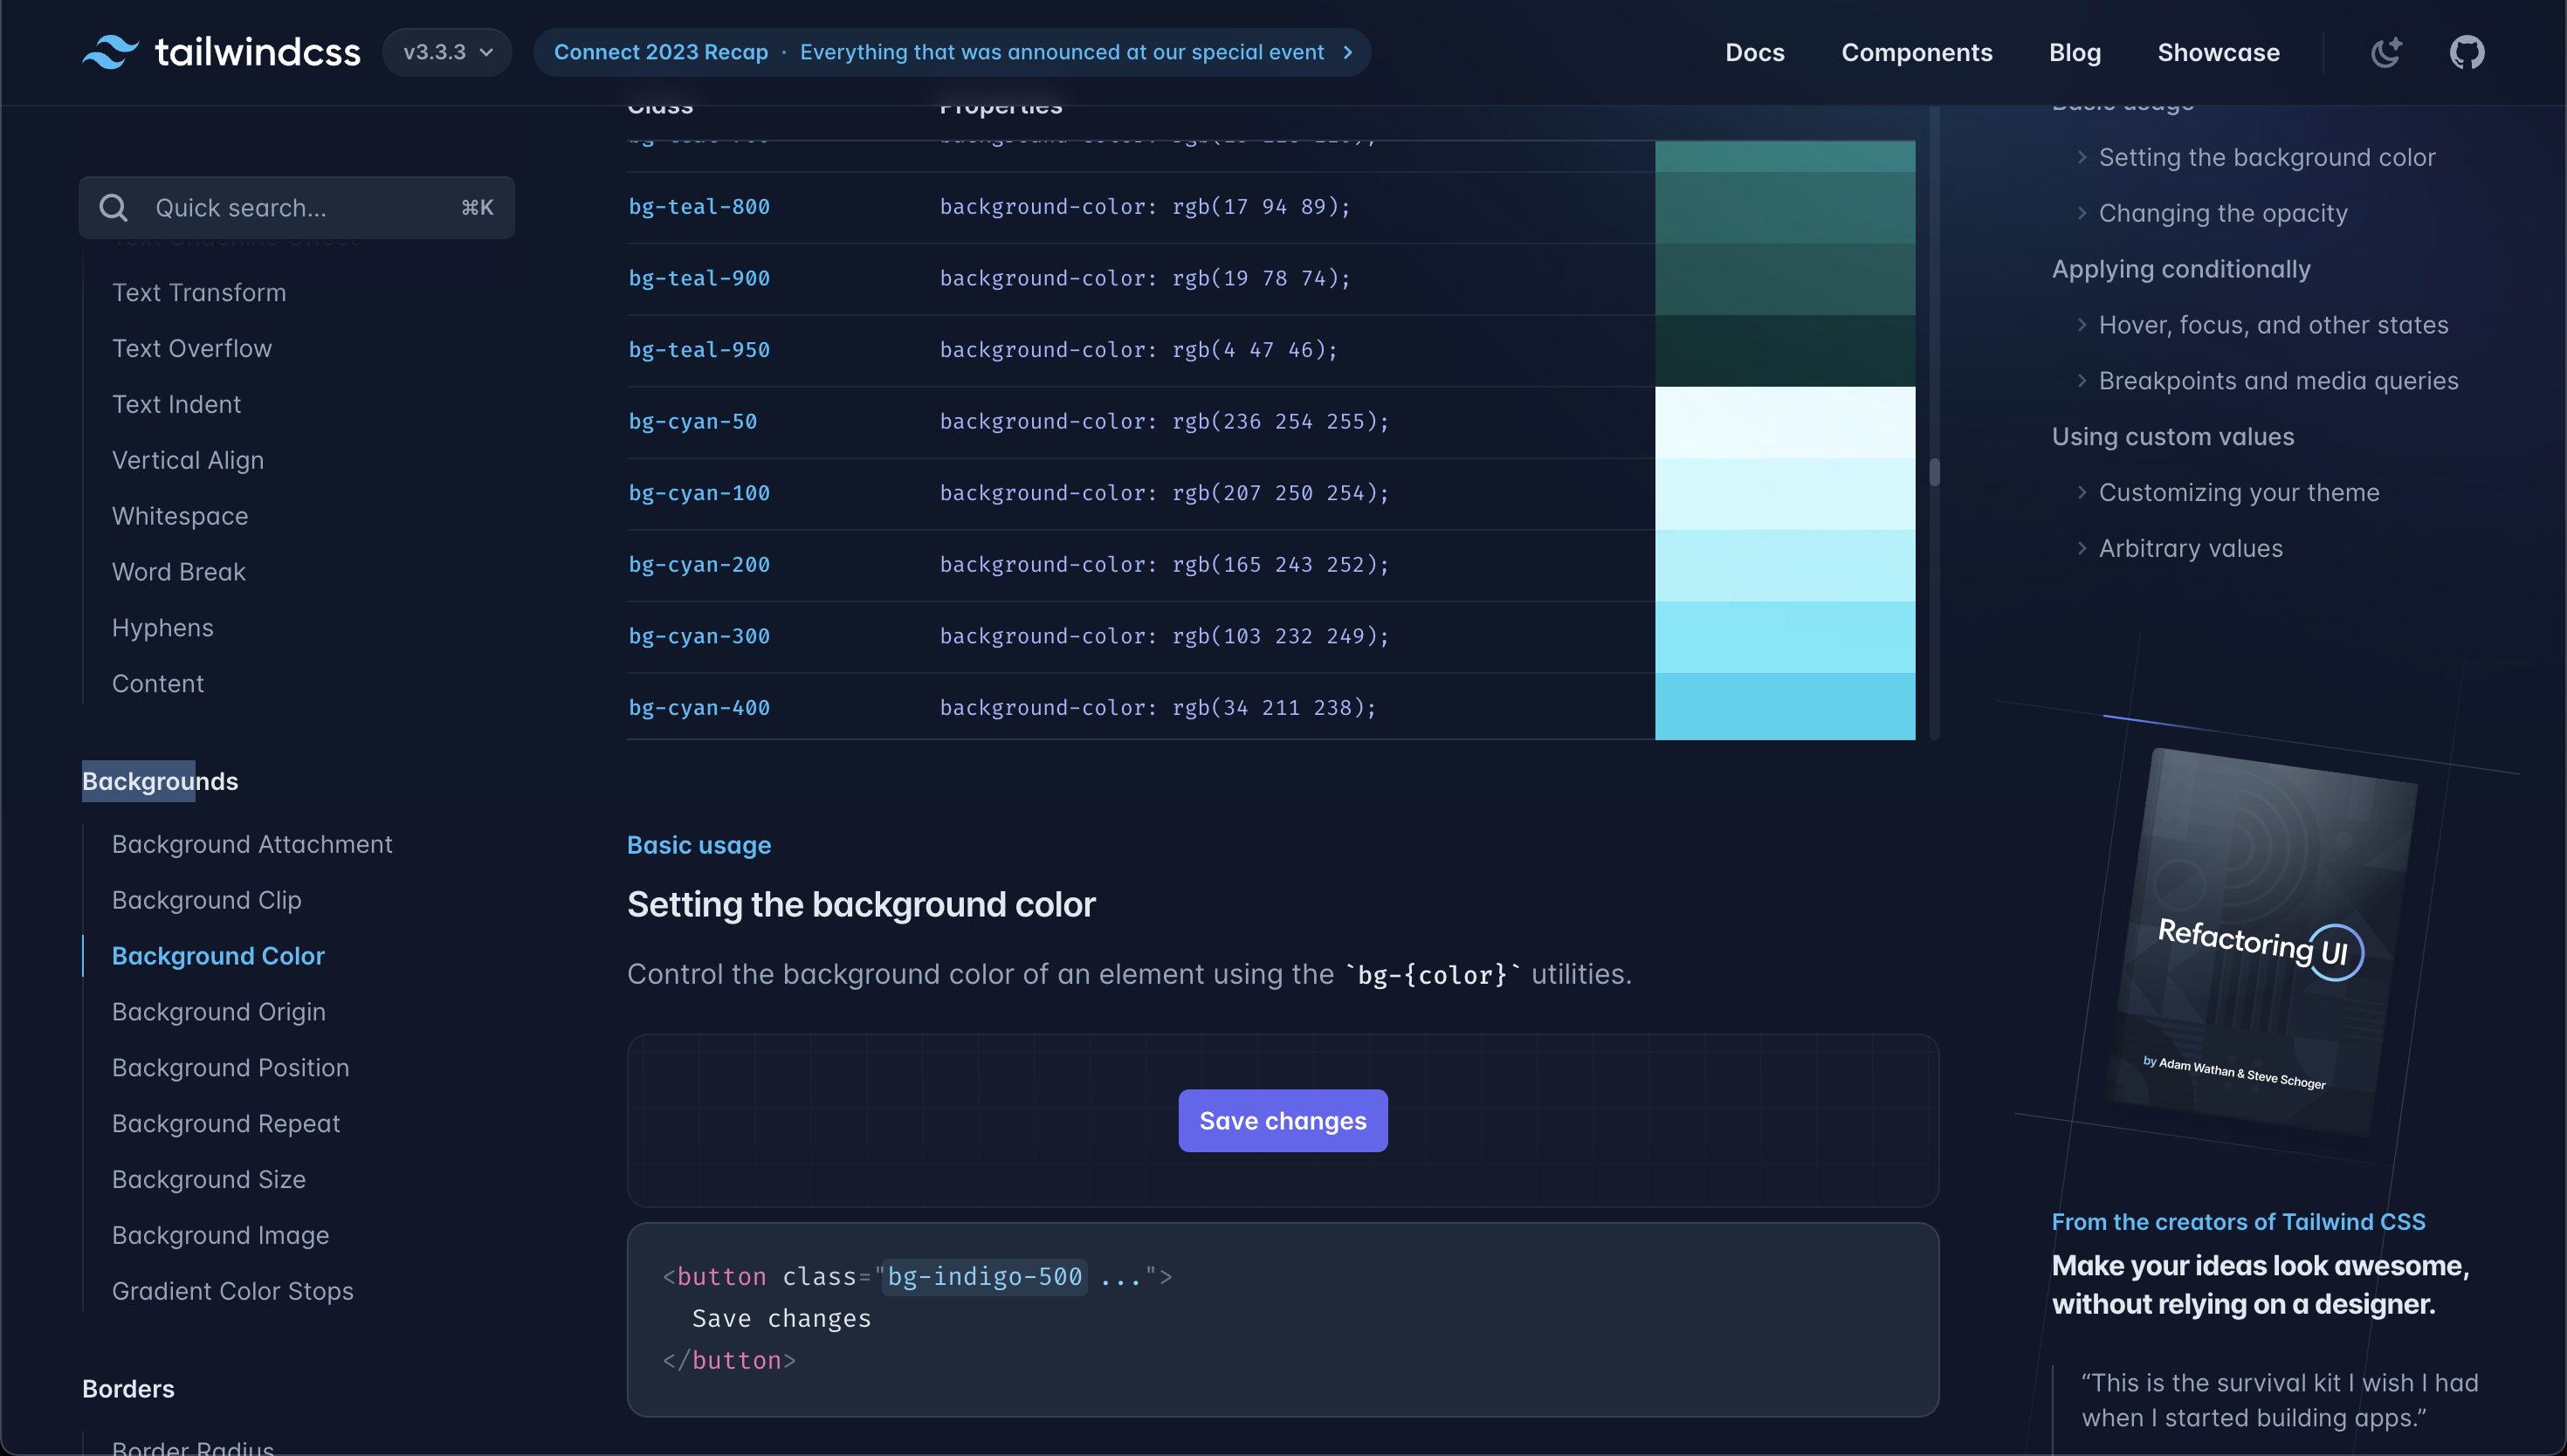 tailwindcss
v3.3.3
Connect 2023 Recap · Everything that was announced at our special event
Docs
Components
Blog
Showcase
Quick search...
⌘K
Text Transform
Text Overflow
Text Indent
Vertical Align
Whitespace
Word Break
Hyphens
Content
Backgrounds
Background Attachment
Background Clip
Background Color
Background Origin
Background Position
Background Repeat
Background Size
Background Image
Gradient Color Stops
Borders
Border Radius
Class Properties
bg-teal-800 background-color: rgb(17 94 89);
bg-teal-900 background-color: rgb(19 78 74);
bg-teal-950 background-color: rgb(4 47 46);
bg-cyan-50 background-color: rgb(236 254 255);
bg-cyan-100 background-color: rgb(207 250 254);
bg-cyan-200 background-color: rgb(165 243 252);
bg-cyan-300 background-color: rgb(103 232 249);
bg-cyan-400 background-color: rgb(34 211 238);
Basic usage
Setting the background color
Control the background color of an element using the `bg-{color}` utilities.
Save changes
<button class="bg-indigo-500 ...">
Save changes
</button>
Basic usage
Setting the background color
Changing the opacity
Applying conditionally
Hover, focus, and other states
Breakpoints and media queries
Using custom values
Customizing your theme
Arbitrary values
Refactoring UI
by Adam Wathan & Steve Schoger
From the creators of Tailwind CSS
Make your ideas look awesome,
without relying on a designer.
“This is the survival kit I wish I had
when I started building apps.”